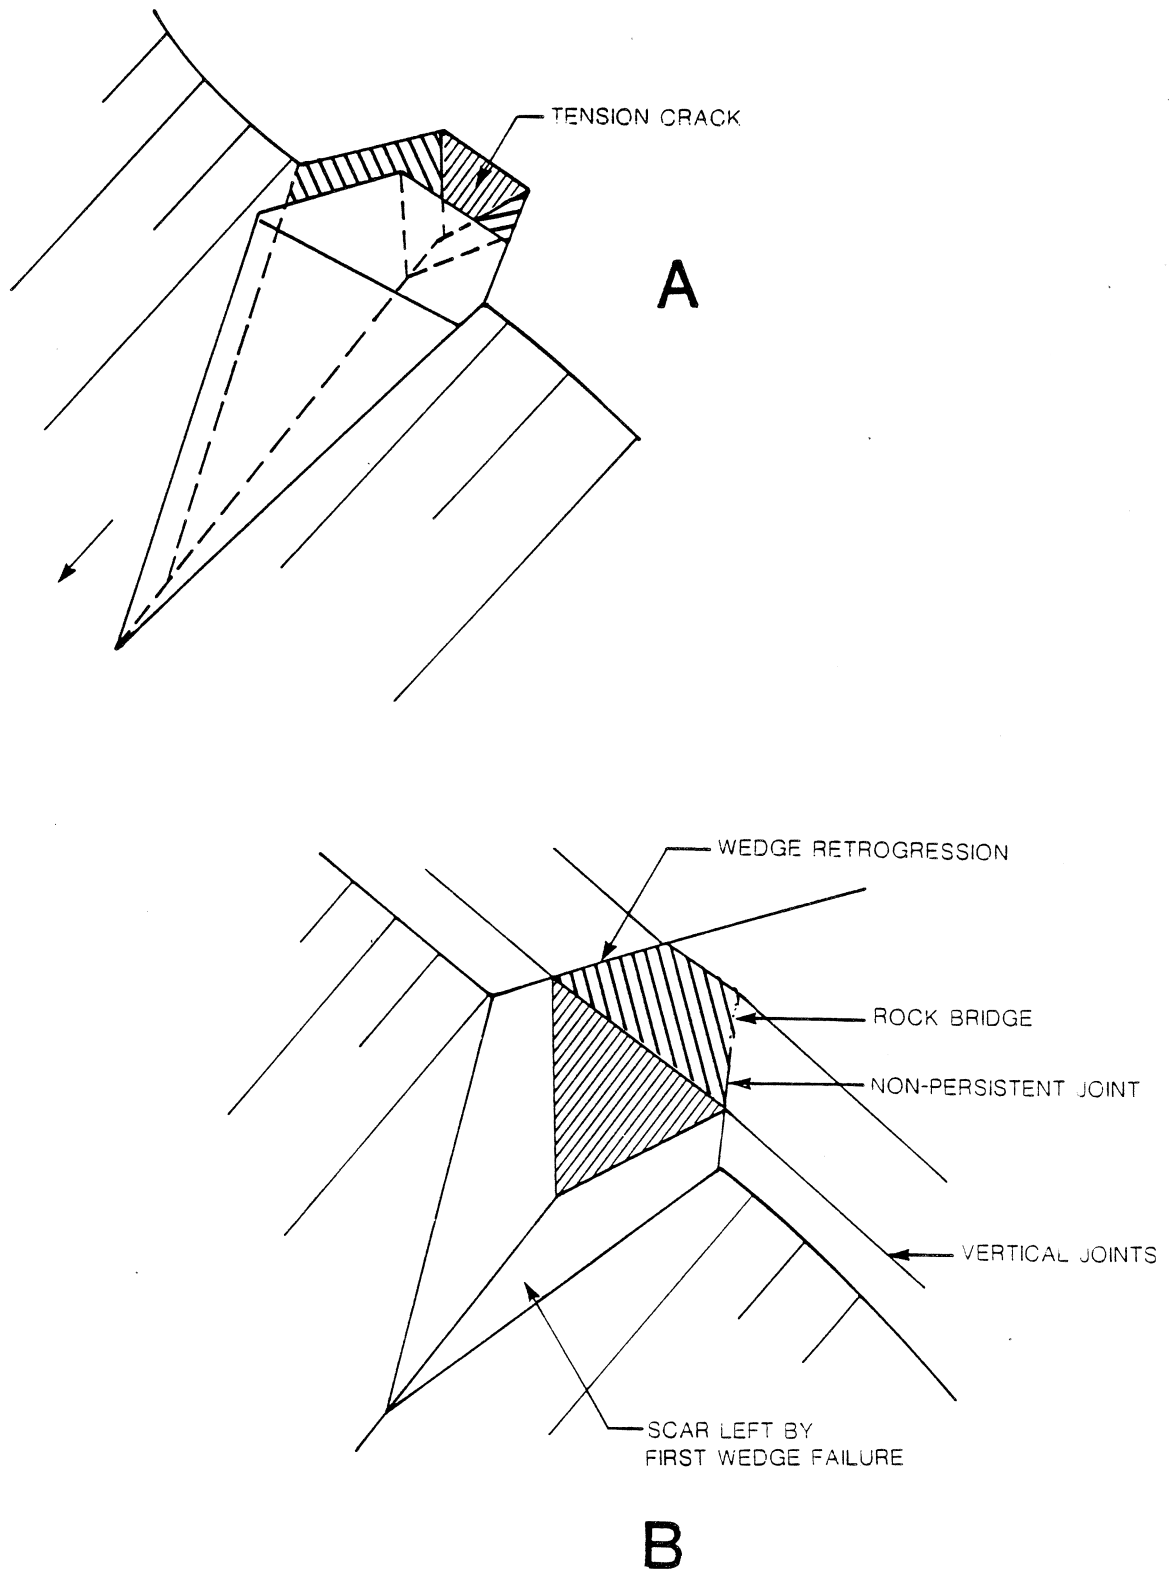 TENSION CRACK
A
WEDGE RETROGRESSION
ROCK BRIDGE
NON-PERSISTENT JOINT
VERTICAL JOINTS
SCAR LEFT BY
FIRST WEDGE FAILURE
B